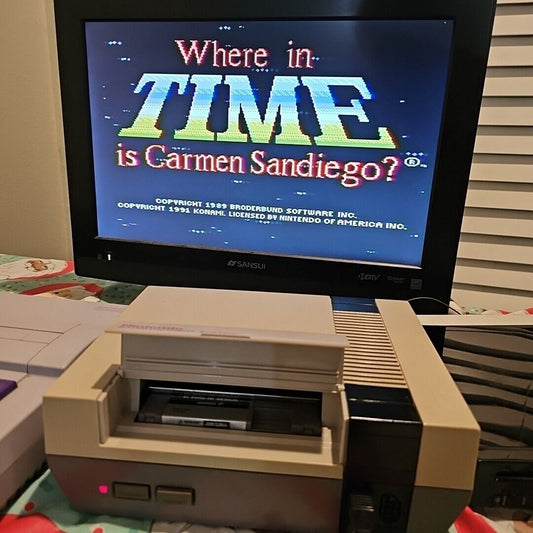 Where in
TIME
is Carmen Sandiego?®
COPYRIGHT 1989 BRODERBUND SOFTWARE INC.
COPYRIGHT 1991 KONAMI. LICENSED BY NINTENDO OF AMERICA INC.
SANSUI
HDTV